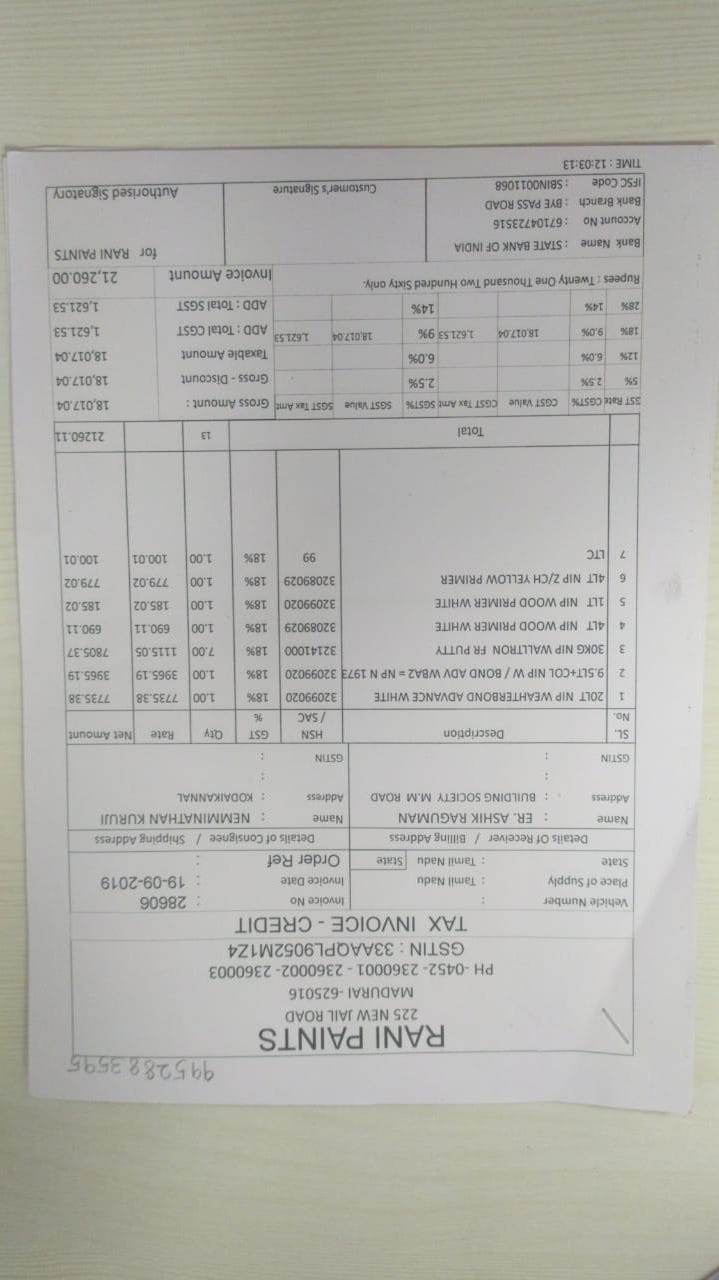 9952883595
RANI PAINTS
225 NEW JAIL ROAD
MADURAI -625016
PH -0452- 2360001 - 2360002- 2360003
GSTIN : 33AAQPL9052M1Z4
TAX INVOICE - CREDIT
Vehicle Number : Invoice No : 28606
Place of Supply : Tamil Nadu Invoice Date : 19-09-2019
State : Tamil Nadu State Order Ref :
Details Of Receiver / Billing Address Details of Consignee / Shipping Address
Name : ER. ASHIK RAGUMAN Name : NEMMINATHAN KURUJI
Address : BUILDING SOCIETY M.M ROAD Address : KODAIKANNAL
: :
GSTIN : GSTIN :
SL. No. Description HSN / SAC GST % Qty Rate Net Amount
1 20LT NIP WEAHTERBOND ADVANCE WHITE 32099020 18% 1.00 7735.38 7735.38
2 9.5LT+COL NIP W / BOND ADV WBA2 = NP N 1973 32099020 18% 1.00 3965.19 3965.19
3 30KG NIP WALLTRON FR PUTTY 32141000 18% 7.00 1115.05 7805.37
4 4LT NIP WOOD PRIMER WHITE 32089029 18% 1.00 690.11 690.11
5 1LT NIP WOOD PRIMER WHITE 32099020 18% 1.00 185.02 185.02
6 4LT NIP Z/CH YELLOW PRIMER 32089029 18% 1.00 779.02 779.02
7 LTC 99 18% 1.00 100.01 100.01
Total 13 21260.11
GST Rate CGST% CGST Value CGST Tax Amt SGST% SGST Value SGST Tax Amt Gross Amount : 18,017.04
5% 2.5% 2.5% Gross - Discount 18,017.04
12% 6.0% 6.0% Taxable Amount 18,017.04
18% 9.0% 18,017.04 1,621.53 9% 18,017.04 1,621.53 ADD : Total CGST 1,621.53
28% 14% 14% ADD : Total SGST 1,621.53
Rupees : Twenty One Thousand Two Hundred Sixty only. Invoice Amount 21,260.00
Bank Name : STATE BANK OF INDIA for RANI PAINTS
Account No : 67104723516
Bank Branch : BYE PASS ROAD
IFSC Code : SBIN0011068 Customer's Signature Authorised Signatory
TIME : 12:03:13